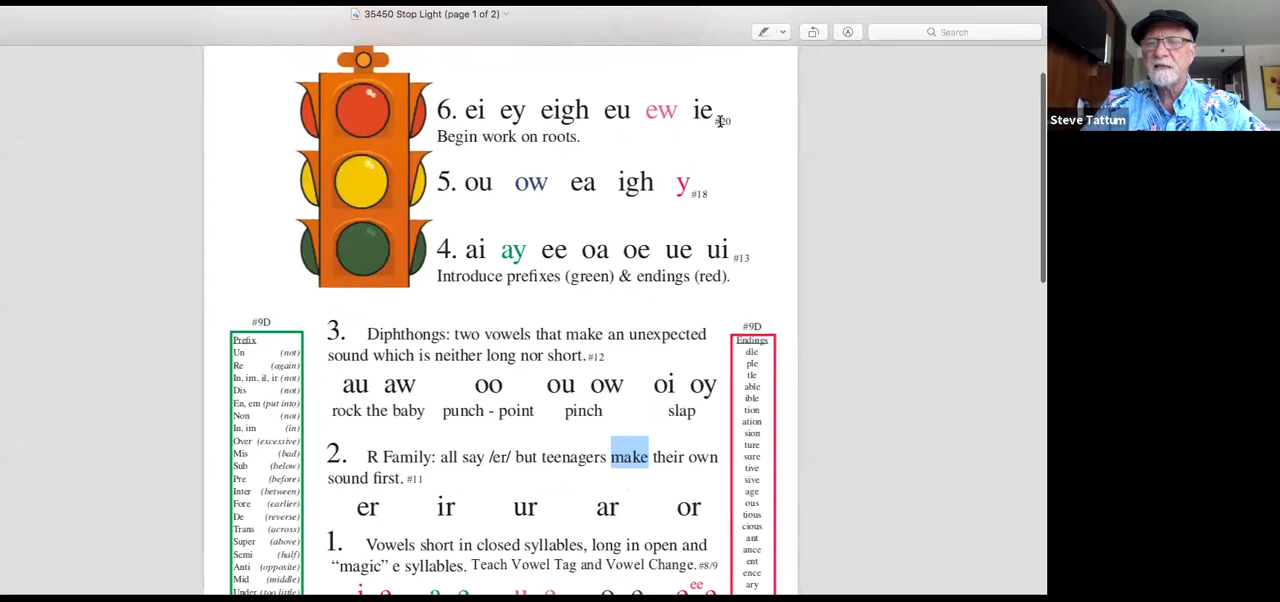 35450 Stop Light (page 1 of 2)
Search
Steve Tattum
6. ei ey eigh eu ew ie #20
Begin work on roots.
5. ou ow ea igh y #18
4. ai ay ee oa oe ue ui #13
Introduce prefixes (green) & endings (red).
#9D
Prefix
Un (not)
Re (again)
In, im, il, ir (not)
Dis (not)
En, em (put into)
Non (not)
In, im (in)
Over (excessive)
Mis (bad)
Sub (below)
Pre (before)
Inter (between)
Fore (earlier)
De (reverse)
Trans (across)
Super (above)
Semi (half)
Anti (opposite)
Mid (middle)
Under (too little)
3. Diphthongs: two vowels that make an unexpected
sound which is neither long nor short. #12
au aw oo ou ow oi oy
rock the baby punch - point pinch slap
2. R Family: all say /er/ but teenagers make their own
sound first. #11
er ir ur ar or
1. Vowels short in closed syllables, long in open and
“magic” e syllables. Teach Vowel Tag and Vowel Change. #8/9
ee
#9D
Endings
dle
ple
tle
able
ible
tion
ation
sion
ture
sure
tive
sive
age
ous
tious
cious
ant
ance
ent
ence
ary